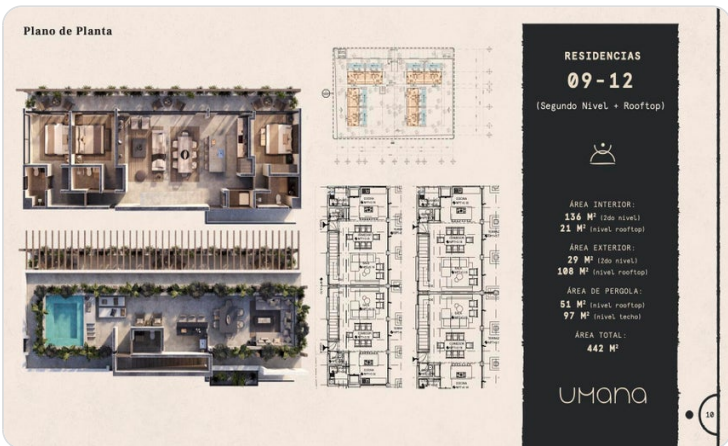 Plano de Planta
RESIDENCIAS
09-12
(Segundo Nivel + Rooftop)
ÁREA INTERIOR:
136 M² (2do nivel)
21 M² (nivel rooftop)
ÁREA EXTERIOR:
29 M² (2do nivel)
108 M² (nivel rooftop)
ÁREA DE PERGOLA:
51 M² (nivel rooftop)
97 M² (nivel techo)
ÁREA TOTAL:
442 M²
umana
10